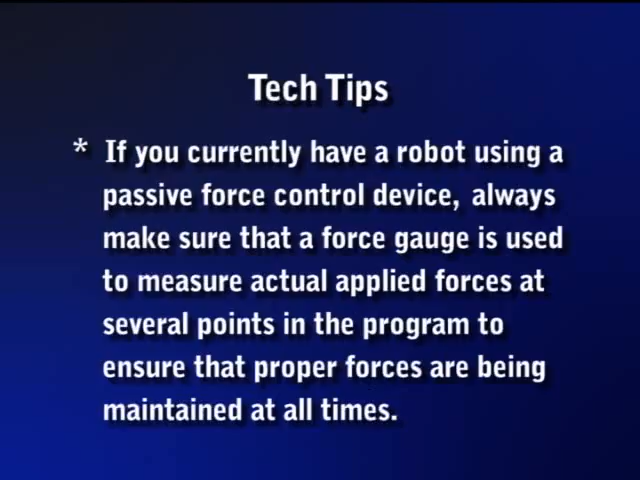 Tech Tips
* If you currently have a robot using a
passive force control device, always
make sure that a force gauge is used
to measure actual applied forces at
several points in the program to
ensure that proper forces are being
maintained at all times.